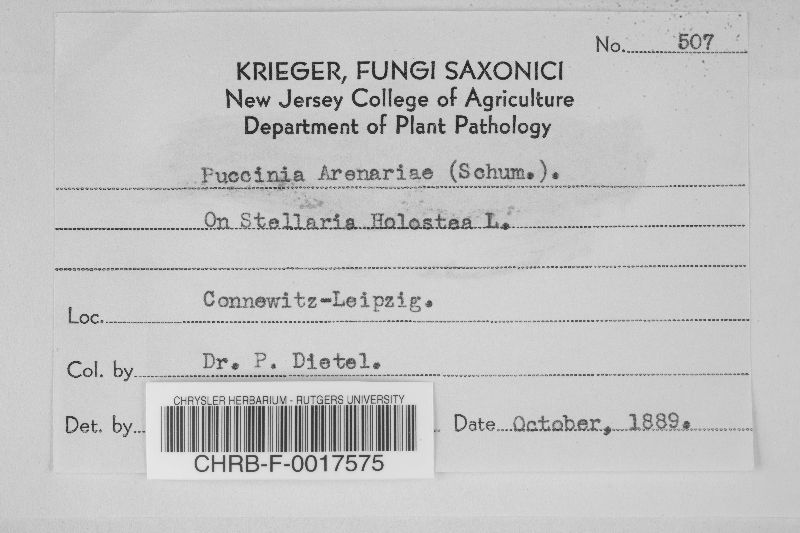 No. 507
KRIEGER, FUNGI SAXONICI
New Jersey College of Agriculture
Department of Plant Pathology
Puccinia Arenariae (Schum.).
On Stellaria Holostea L.
Loc. Connewitz-Leipzig.
Col. by Dr. P. Dietel.
Det. by
Date October, 1889.
CHRYSLER HERBARIUM - RUTGERS UNIVERSITY
CHRB-F-0017575